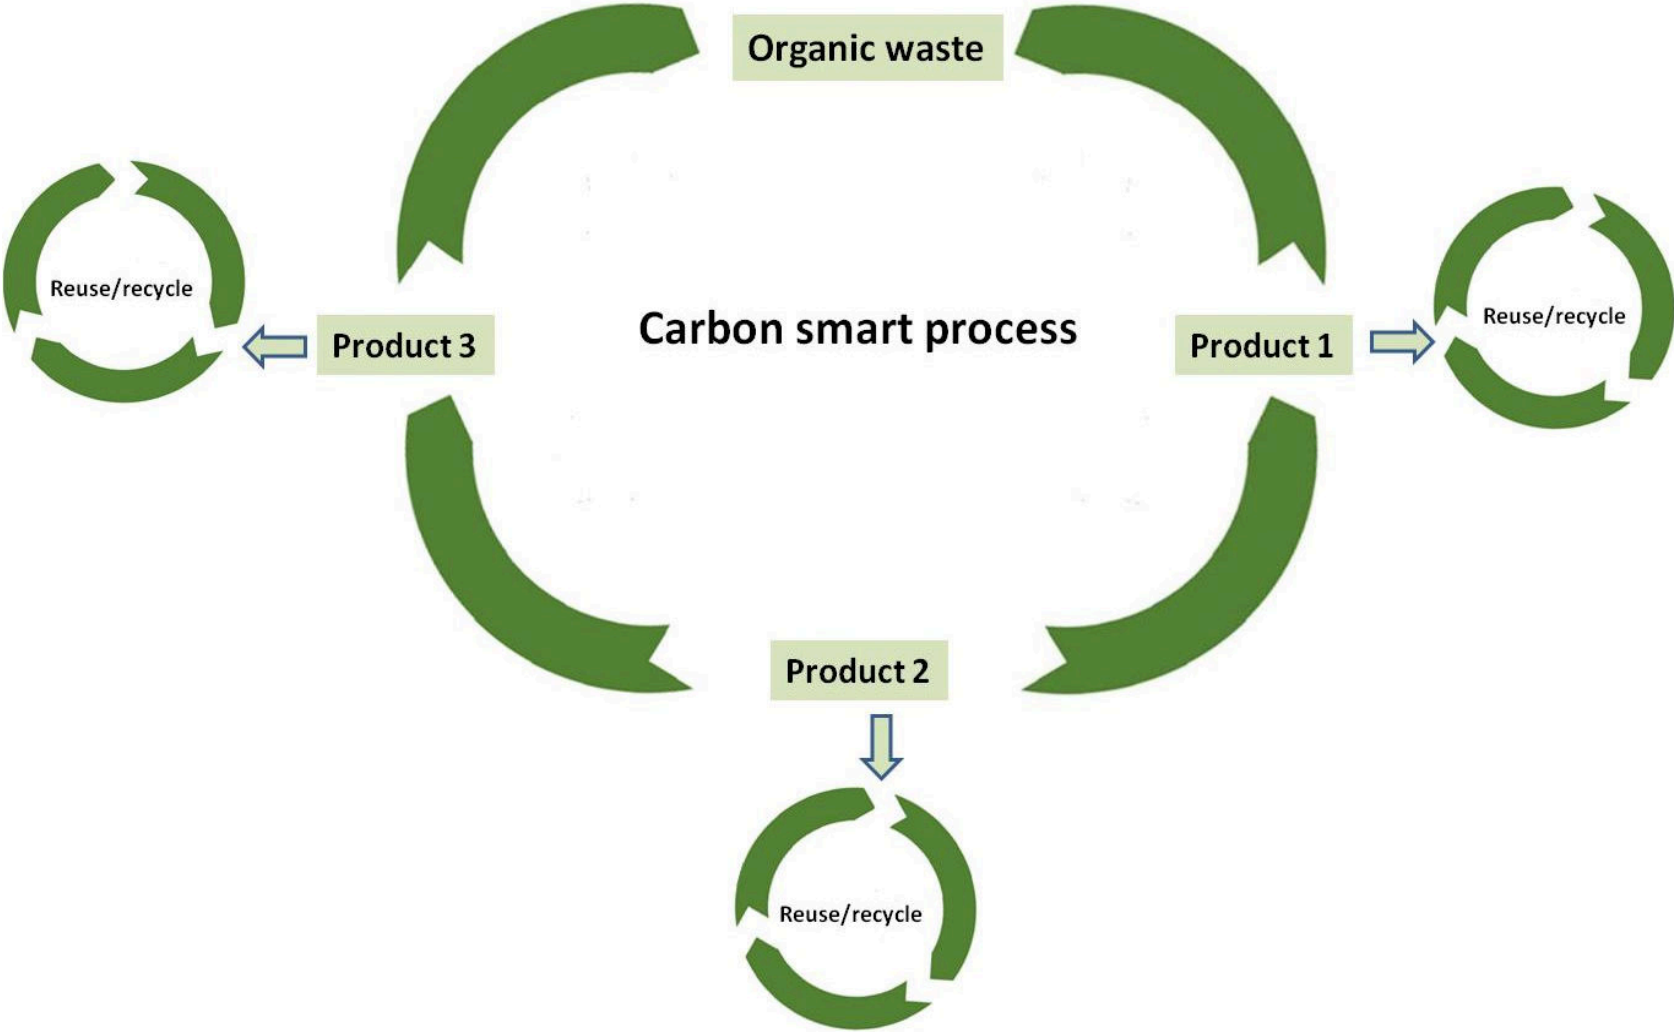 Organic waste
Reuse/recycle
Product 3
Carbon smart process
Product 1
Reuse/recycle
Product 2
Reuse/recycle